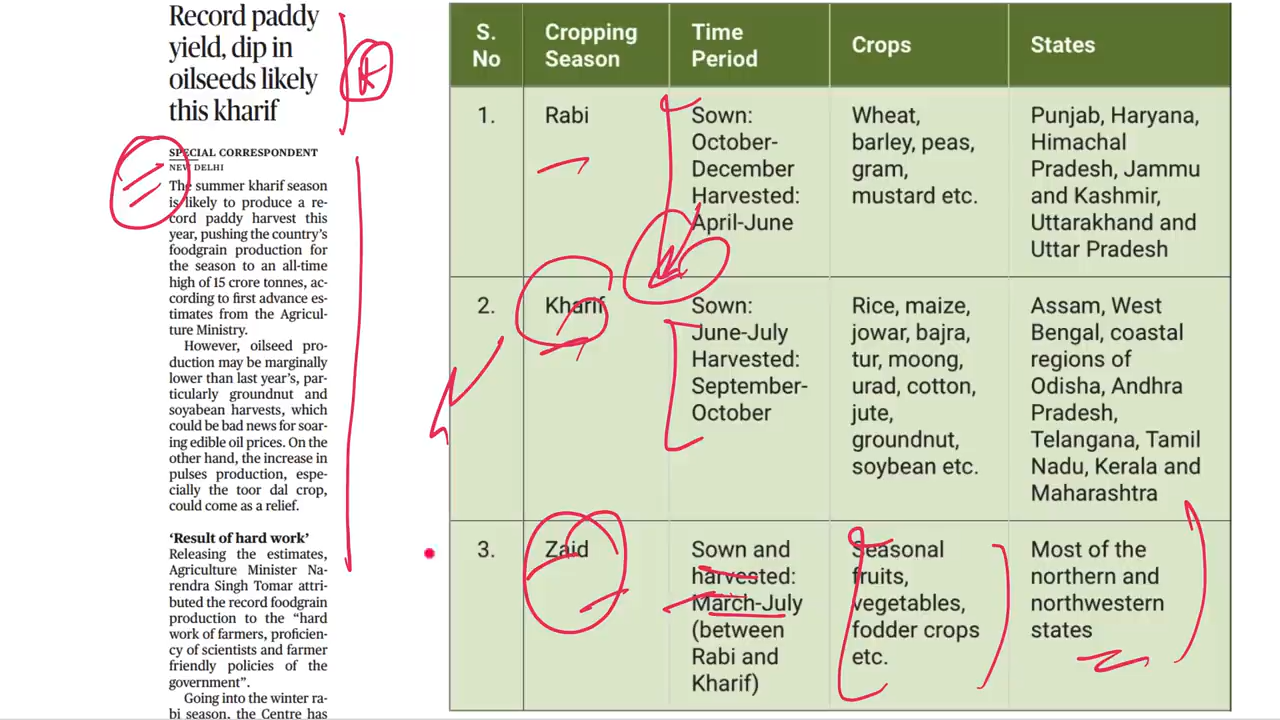 Record paddy
yield, dip in
oilseeds likely
this kharif
SPECIAL CORRESPONDENT
NEW DELHI
The summer kharif season
is likely to produce a re-
cord paddy harvest this
year, pushing the country's
foodgrain production for
the season to an all-time
high of 15 crore tonnes, ac-
cording to first advance es-
timates from the Agricul-
ture Ministry.
However, oilseed pro-
duction may be marginally
lower than last year's, par-
ticularly groundnut and
soyabean harvests, which
could be bad news for soar-
ing edible oil prices. On the
other hand, the increase in
pulses production, espe-
cially the toor dal crop,
could come as a relief.
'Result of hard work'
Releasing the estimates,
Agriculture Minister Na-
rendra Singh Tomar attri-
buted the record foodgrain
production to the "hard
work of farmers, proficien-
cy of scientists and farmer
friendly policies of the
government".
Going into the winter ra-
bi season, the Centre has
S.
No
Cropping
Season
Time
Period
Crops
States
1.
Rabi
Sown:
October-
December
Harvested:
April-June
Wheat,
barley, peas,
gram,
mustard etc.
Punjab, Haryana,
Himachal
Pradesh, Jammu
and Kashmir,
Uttarakhand and
Uttar Pradesh
2.
Kharif
Sown:
June-July
Harvested:
September-
October
Rice, maize,
jowar, bajra,
tur, moong,
urad, cotton,
jute,
groundnut,
soybean etc.
Assam, West
Bengal, coastal
regions of
Odisha, Andhra
Pradesh,
Telangana, Tamil
Nadu, Kerala and
Maharashtra
3.
Zaid
Sown and
harvested:
March-July
(between
Rabi and
Kharif)
Seasonal
fruits,
vegetables,
fodder crops
etc.
Most of the
northern and
northwestern
states